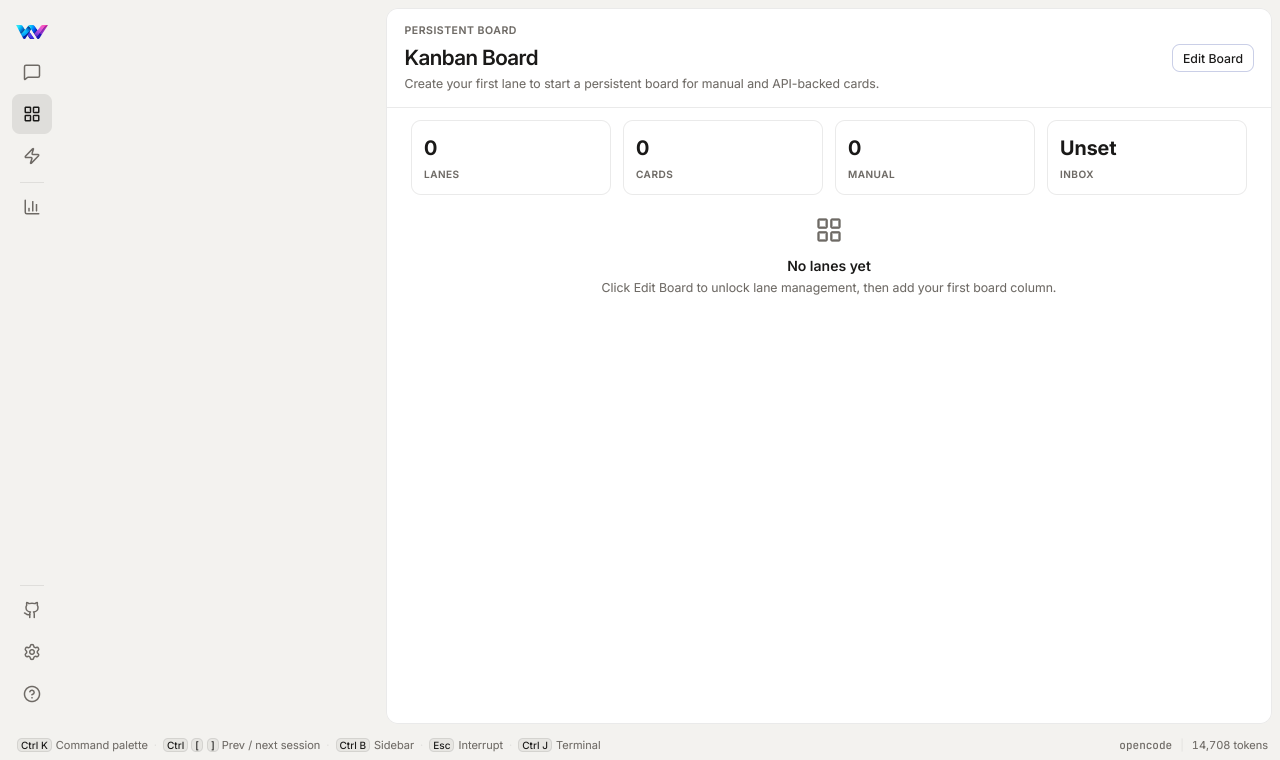 PERSISTENT BOARD
Kanban Board
Edit Board
Create your first lane to start a persistent board for manual and API-backed cards.
0
LANES
0
CARDS
0
MANUAL
Unset
INBOX
No lanes yet
Click Edit Board to unlock lane management, then add your first board column.
Ctrl K Command palette Ctrl [ ] Prev / next session Ctrl B Sidebar Esc Interrupt Ctrl J Terminal opencode 14,708 tokens